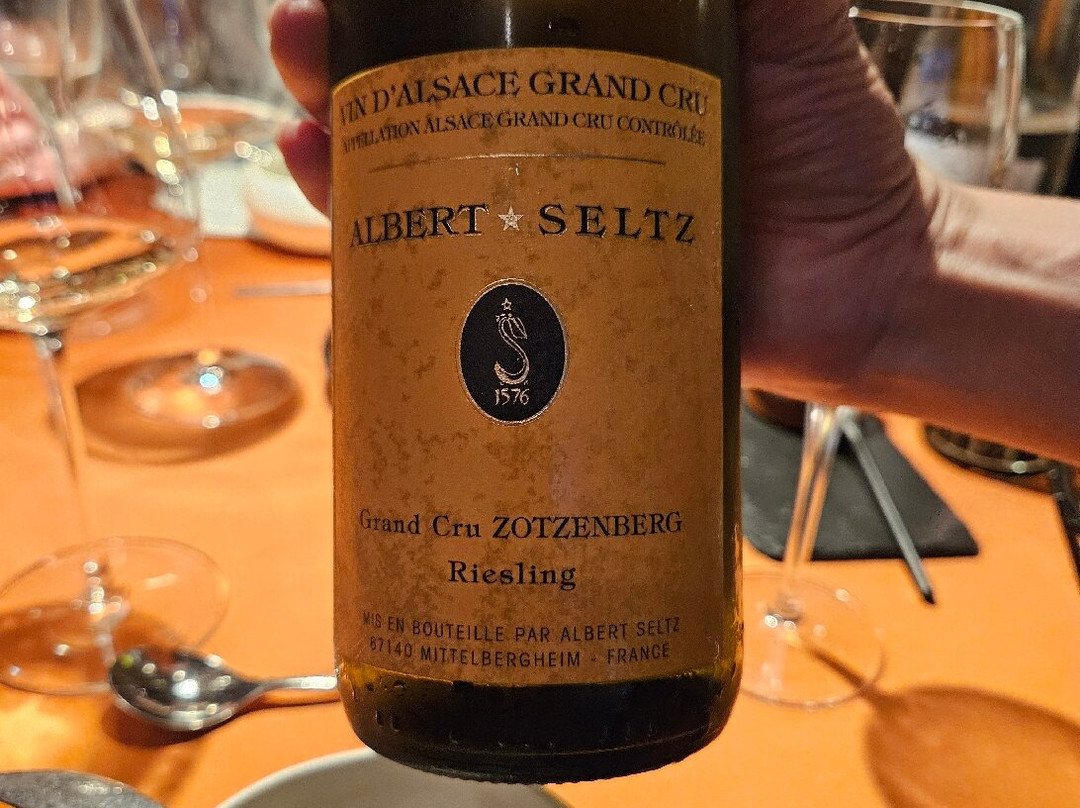 VIN D'ALSACE GRAND CRU
APPELLATION ALSACE GRAND CRU CONTRÔLÉE
ALBERT SELTZ
S
1576
Grand Cru ZOTZENBERG
Riesling
MIS EN BOUTEILLE PAR ALBERT SELTZ
67140 MITTELBERGHEIM - FRANCE